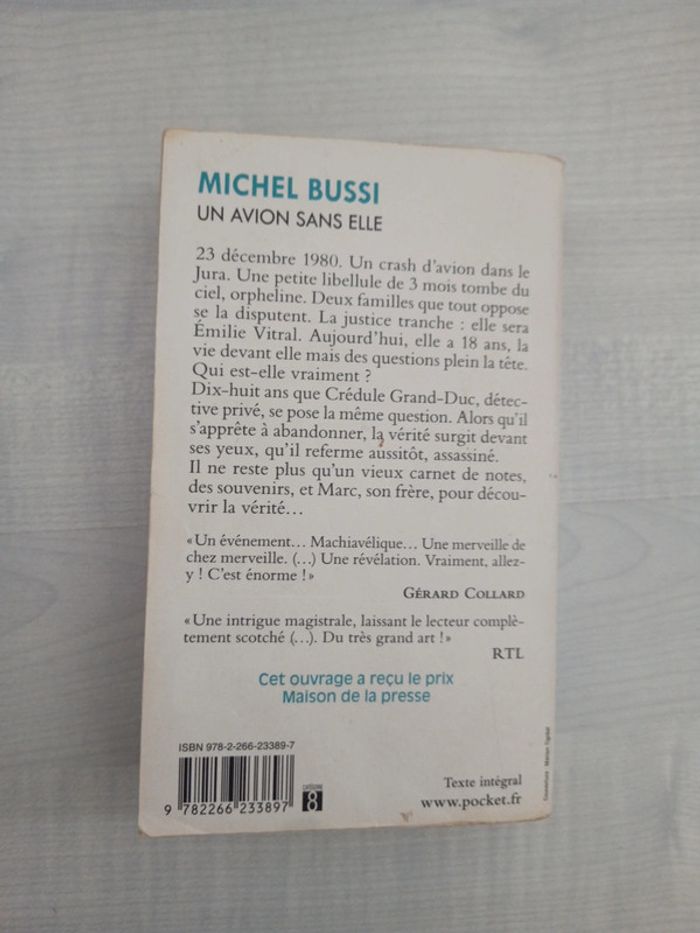 MICHEL BUSSI
UN AVION SANS ELLE
23 décembre 1980. Un crash d'avion dans le
Jura. Une petite libellule de 3 mois tombe du
ciel, orpheline. Deux familles que tout oppose
se la disputent. La justice tranche : elle sera
Émilie Vitral. Aujourd'hui, elle a 18 ans, la
vie devant elle mais des questions plein la tête.
Qui est-elle vraiment ?
Dix-huit ans que Crédule Grand-Duc, détec-
tive privé, se pose la même question. Alors qu'il
s'apprête à abandonner, la vérité surgit devant
ses yeux, qu'il referme aussitôt, assassiné.
Il ne reste plus qu'un vieux carnet de notes,
des souvenirs, et Marc, son frère, pour décou-
vrir la vérité...
« Un événement... Machiavélique... Une merveille de
chez merveille. (...) Une révélation. Vraiment, allez-
y ! C'est énorme ! »
GÉRARD COLLARD
« Une intrigue magistrale, laissant le lecteur complè-
tement scotché (...). Du très grand art ! »
RTL
Cet ouvrage a reçu le prix
Maison de la presse
ISBN 978-2-266-23389-7
9 782266 233897
catégorie
8
Texte intégral
www.pocket.fr